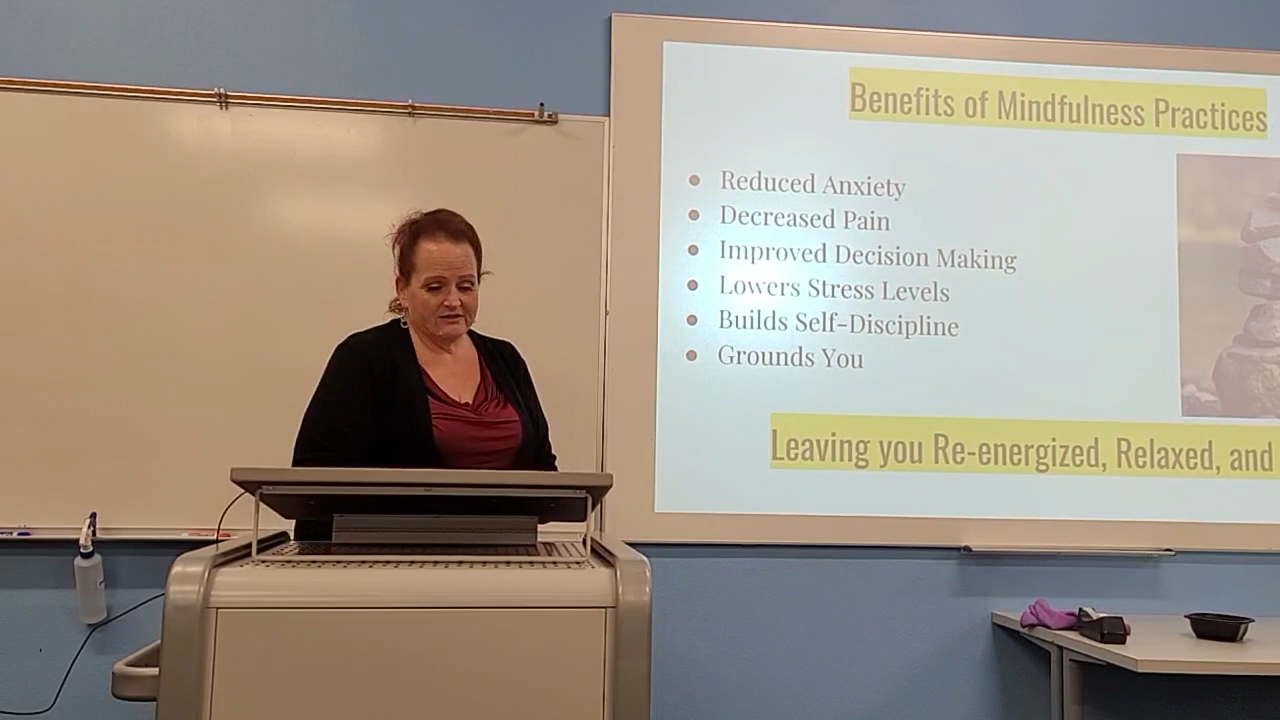 Benefits of Mindfulness Practices
● Reduced Anxiety
● Decreased Pain
● Improved Decision Making
● Lowers Stress Levels
● Builds Self-Discipline
● Grounds You
Leaving you Re-energized, Relaxed, and